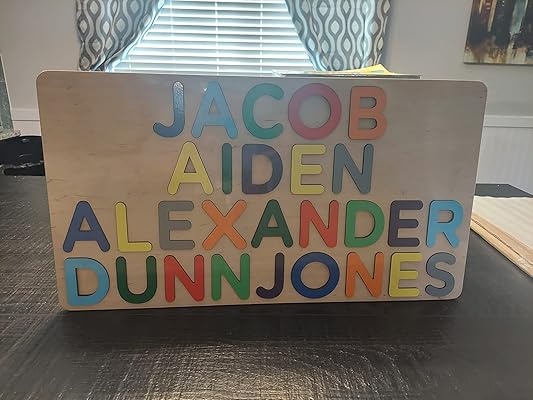 JACOB
AIDEN
ALEXANDER
DUNNJONES